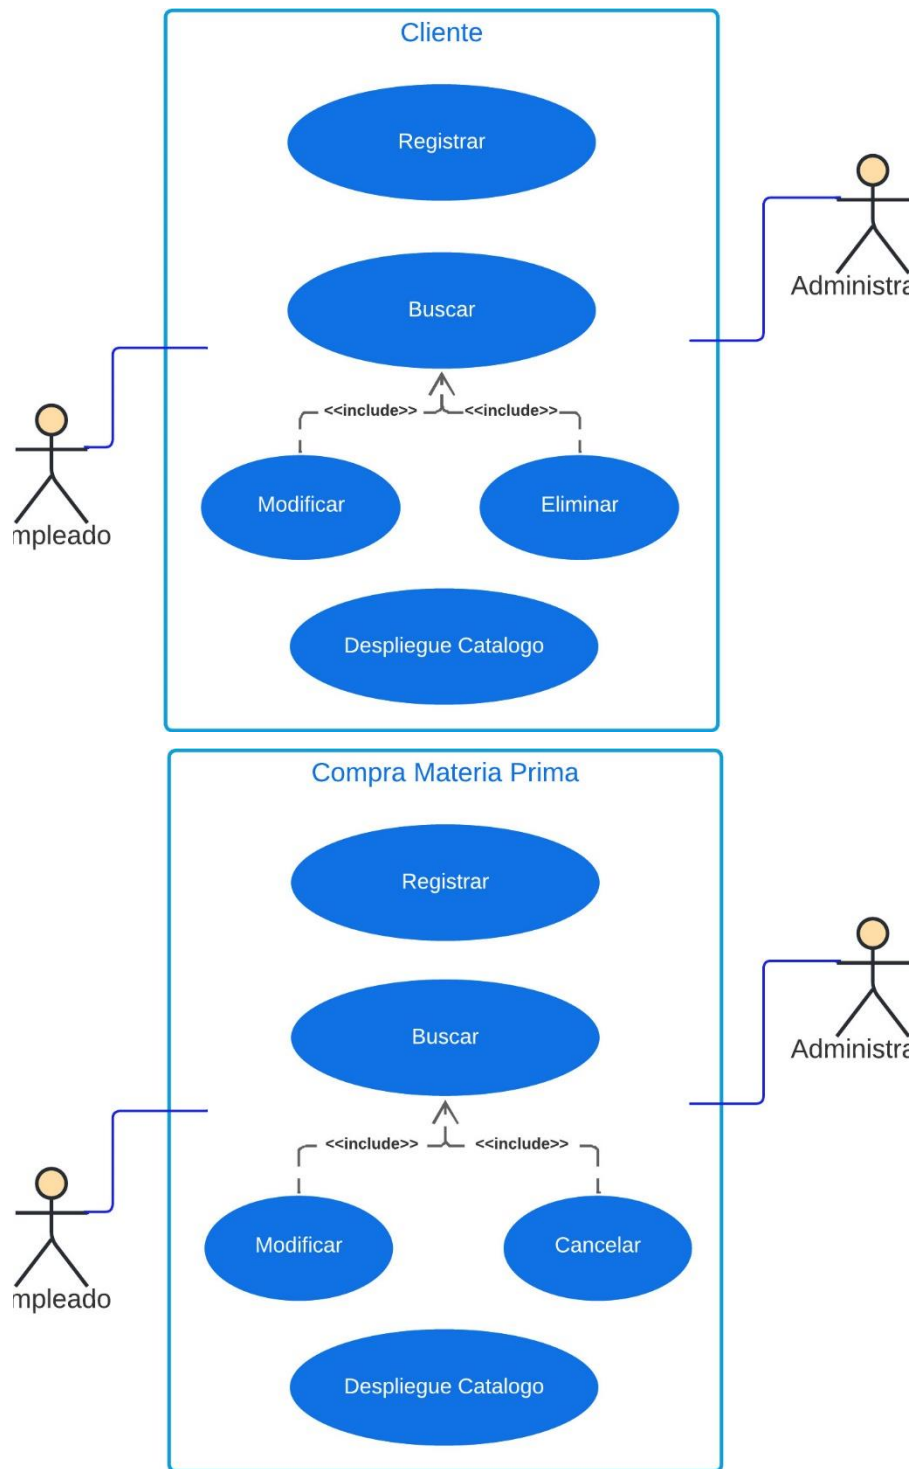 Cliente
Registrar
Administra
Buscar
<<include>> <<include>>
mpleado
Modificar Eliminar
Despliegue Catalogo
Compra Materia Prima
Registrar
Buscar
Administra
<<include>> <<include>>
Modificar Cancelar
mpleado
Despliegue Catalogo